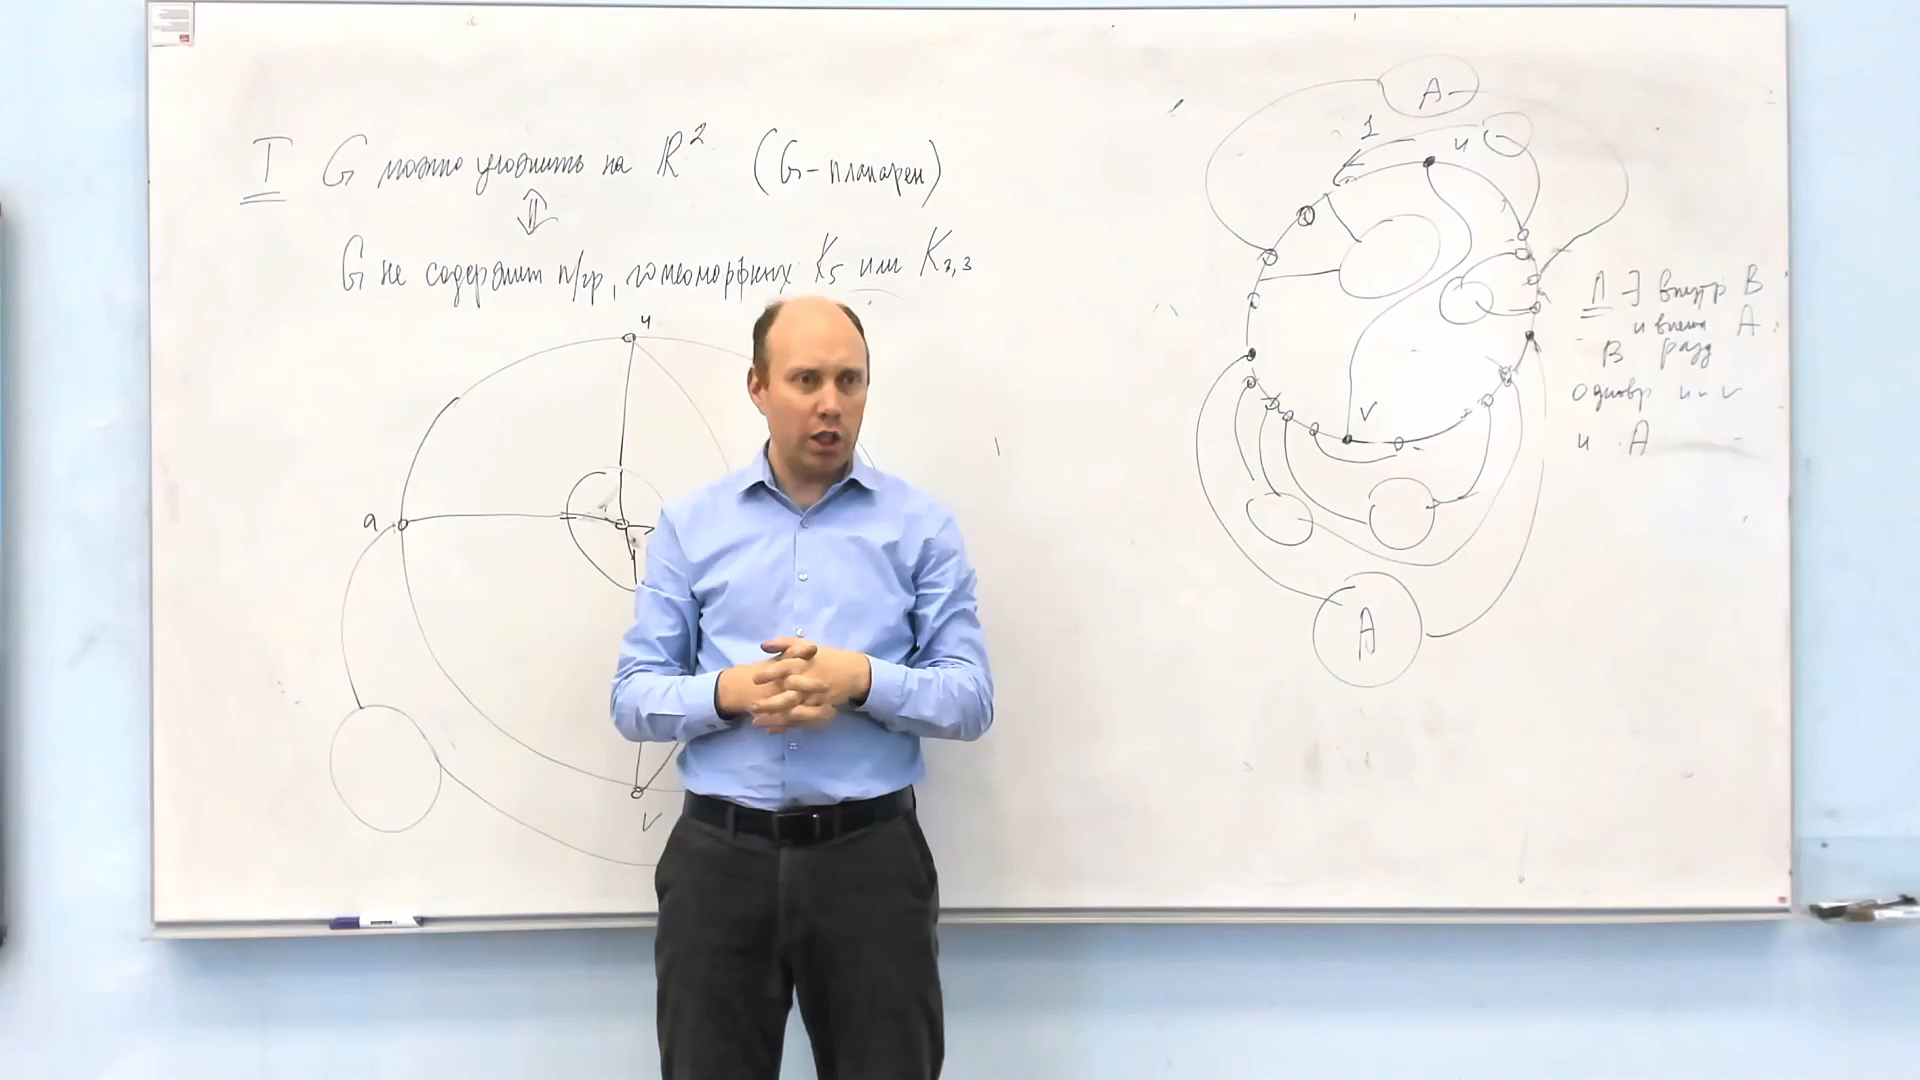 T G можно уложить на R² (G - планарен)
⇕
G не содержит п/гр, гомеоморфных K₅ или K₃,₃
u
a
v
A
1
u
v
A
Л ∃ внутр B
и внеш A :
B разд
одновр u и v
и A